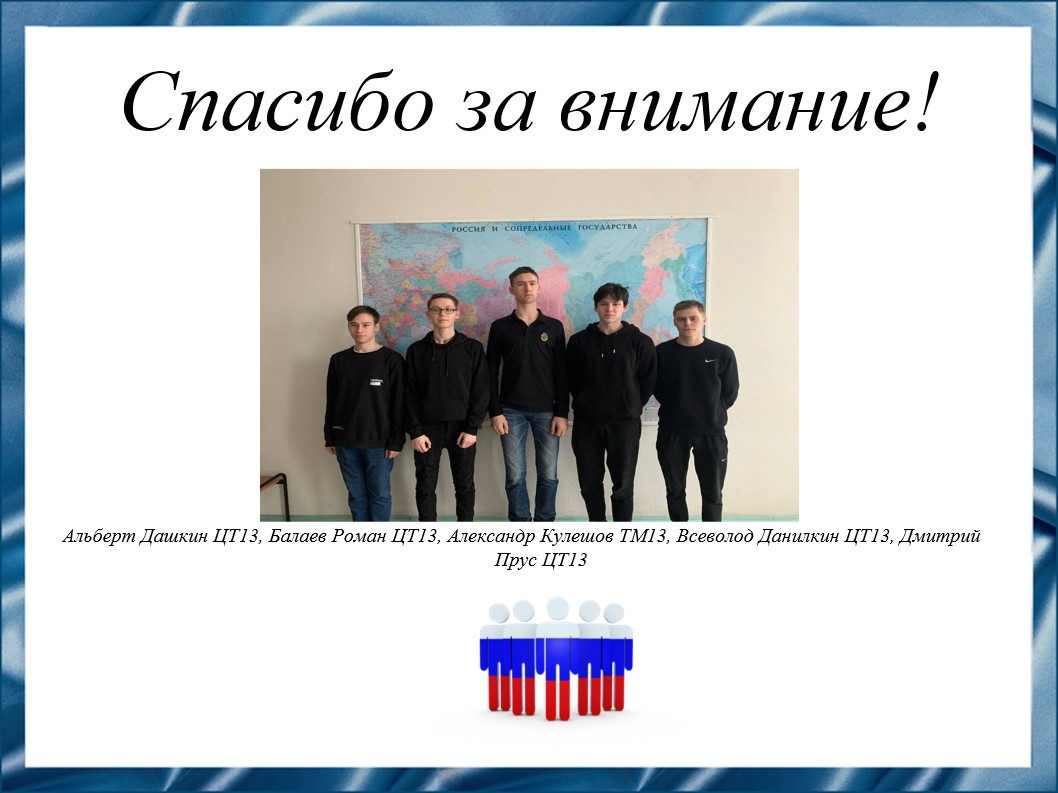 Спасибо за внимание!
РОССИЯ И СОПРЕДЕЛЬНЫЕ ГОСУДАРСТВА
Альберт Дашкин ЦТ13, Балаев Роман ЦТ13, Александр Кулешов ТМ13, Всеволод Данилкин ЦТ13, Дмитрий
Прус ЦТ13